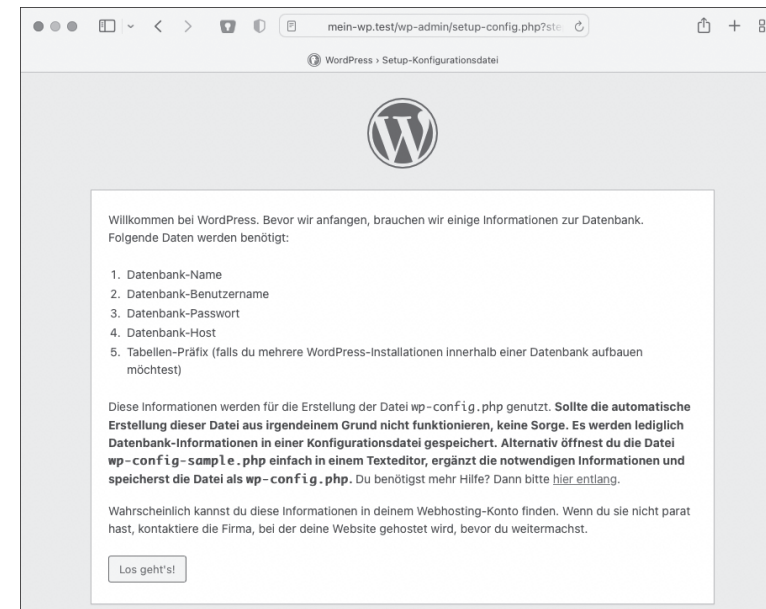 mein-wp.test/wp-admin/setup-config.php?ste
WordPress › Setup-Konfigurationsdatei
Willkommen bei WordPress. Bevor wir anfangen, brauchen wir einige Informationen zur Datenbank.
Folgende Daten werden benötigt:
1. Datenbank-Name
2. Datenbank-Benutzername
3. Datenbank-Passwort
4. Datenbank-Host
5. Tabellen-Präfix (falls du mehrere WordPress-Installationen innerhalb einer Datenbank aufbauen
möchtest)
Diese Informationen werden für die Erstellung der Datei wp-config.php genutzt. Sollte die automatische
Erstellung dieser Datei aus irgendeinem Grund nicht funktionieren, keine Sorge. Es werden lediglich
Datenbank-Informationen in einer Konfigurationsdatei gespeichert. Alternativ öffnest du die Datei
wp-config-sample.php einfach in einem Texteditor, ergänzt die notwendigen Informationen und
speicherst die Datei als wp-config.php. Du benötigst mehr Hilfe? Dann bitte hier entlang.
Wahrscheinlich kannst du diese Informationen in deinem Webhosting-Konto finden. Wenn du sie nicht parat
hast, kontaktiere die Firma, bei der deine Website gehostet wird, bevor du weitermachst.
Los geht's!